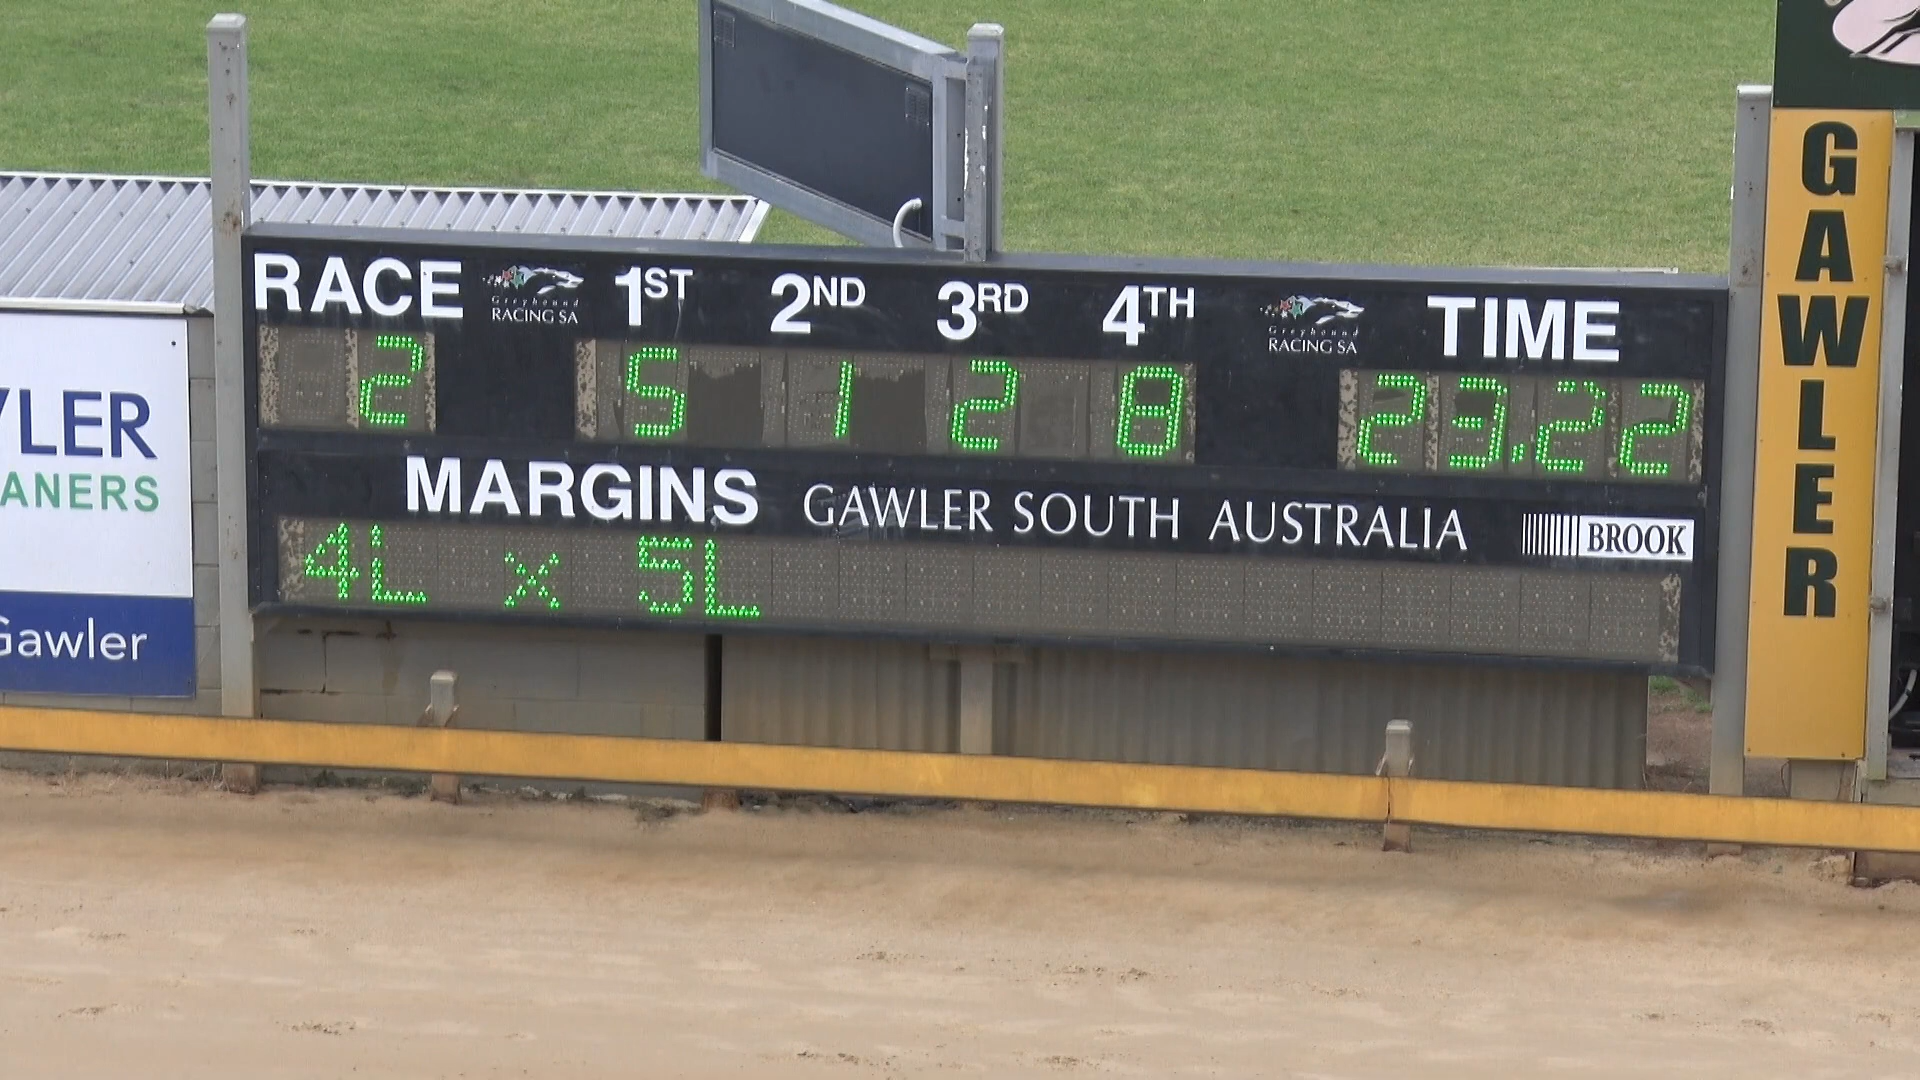 RACE 1ST 2ND 3RD 4TH TIME
Greyhound RACING SA
Greyhound RACING SA
2 5 1 2 8 23.22
MARGINS GAWLER SOUTH AUSTRALIA BROOK
4L x 5L
GAWLER
LER
ANERS
Gawler